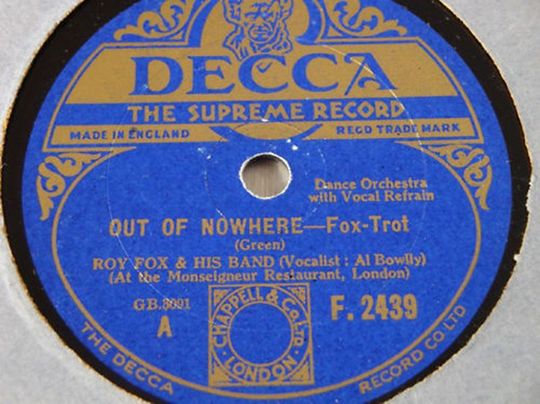 DECCA
THE SUPREME RECORD
MADE IN ENGLAND REGD TRADE MARK
Dance Orchestra
with Vocal Refrain
OUT OF NOWHERE—Fox-Trot
(Green)
ROY FOX & HIS BAND (Vocalist : Al Bowlly)
(At the Monseigneur Restaurant, London)
GB.3091
A
CHAPPELL & Co LTD
LONDON
F. 2439
THE DECCA RECORD CO LTD